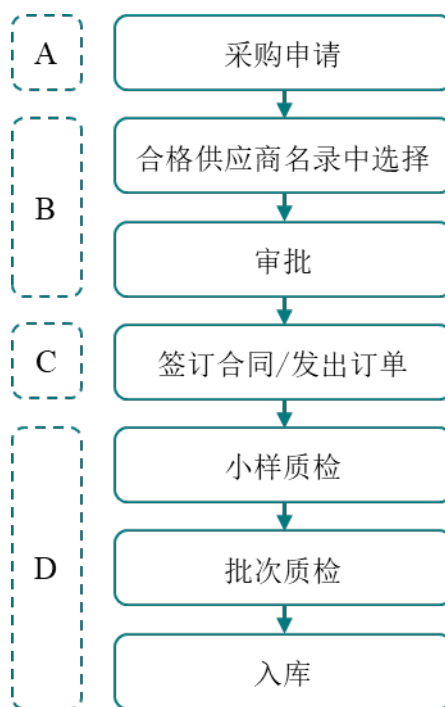 A
采购申请
B
合格供应商名录中选择
审批
C
签订合同/发出订单
D
小样质检
批次质检
入库